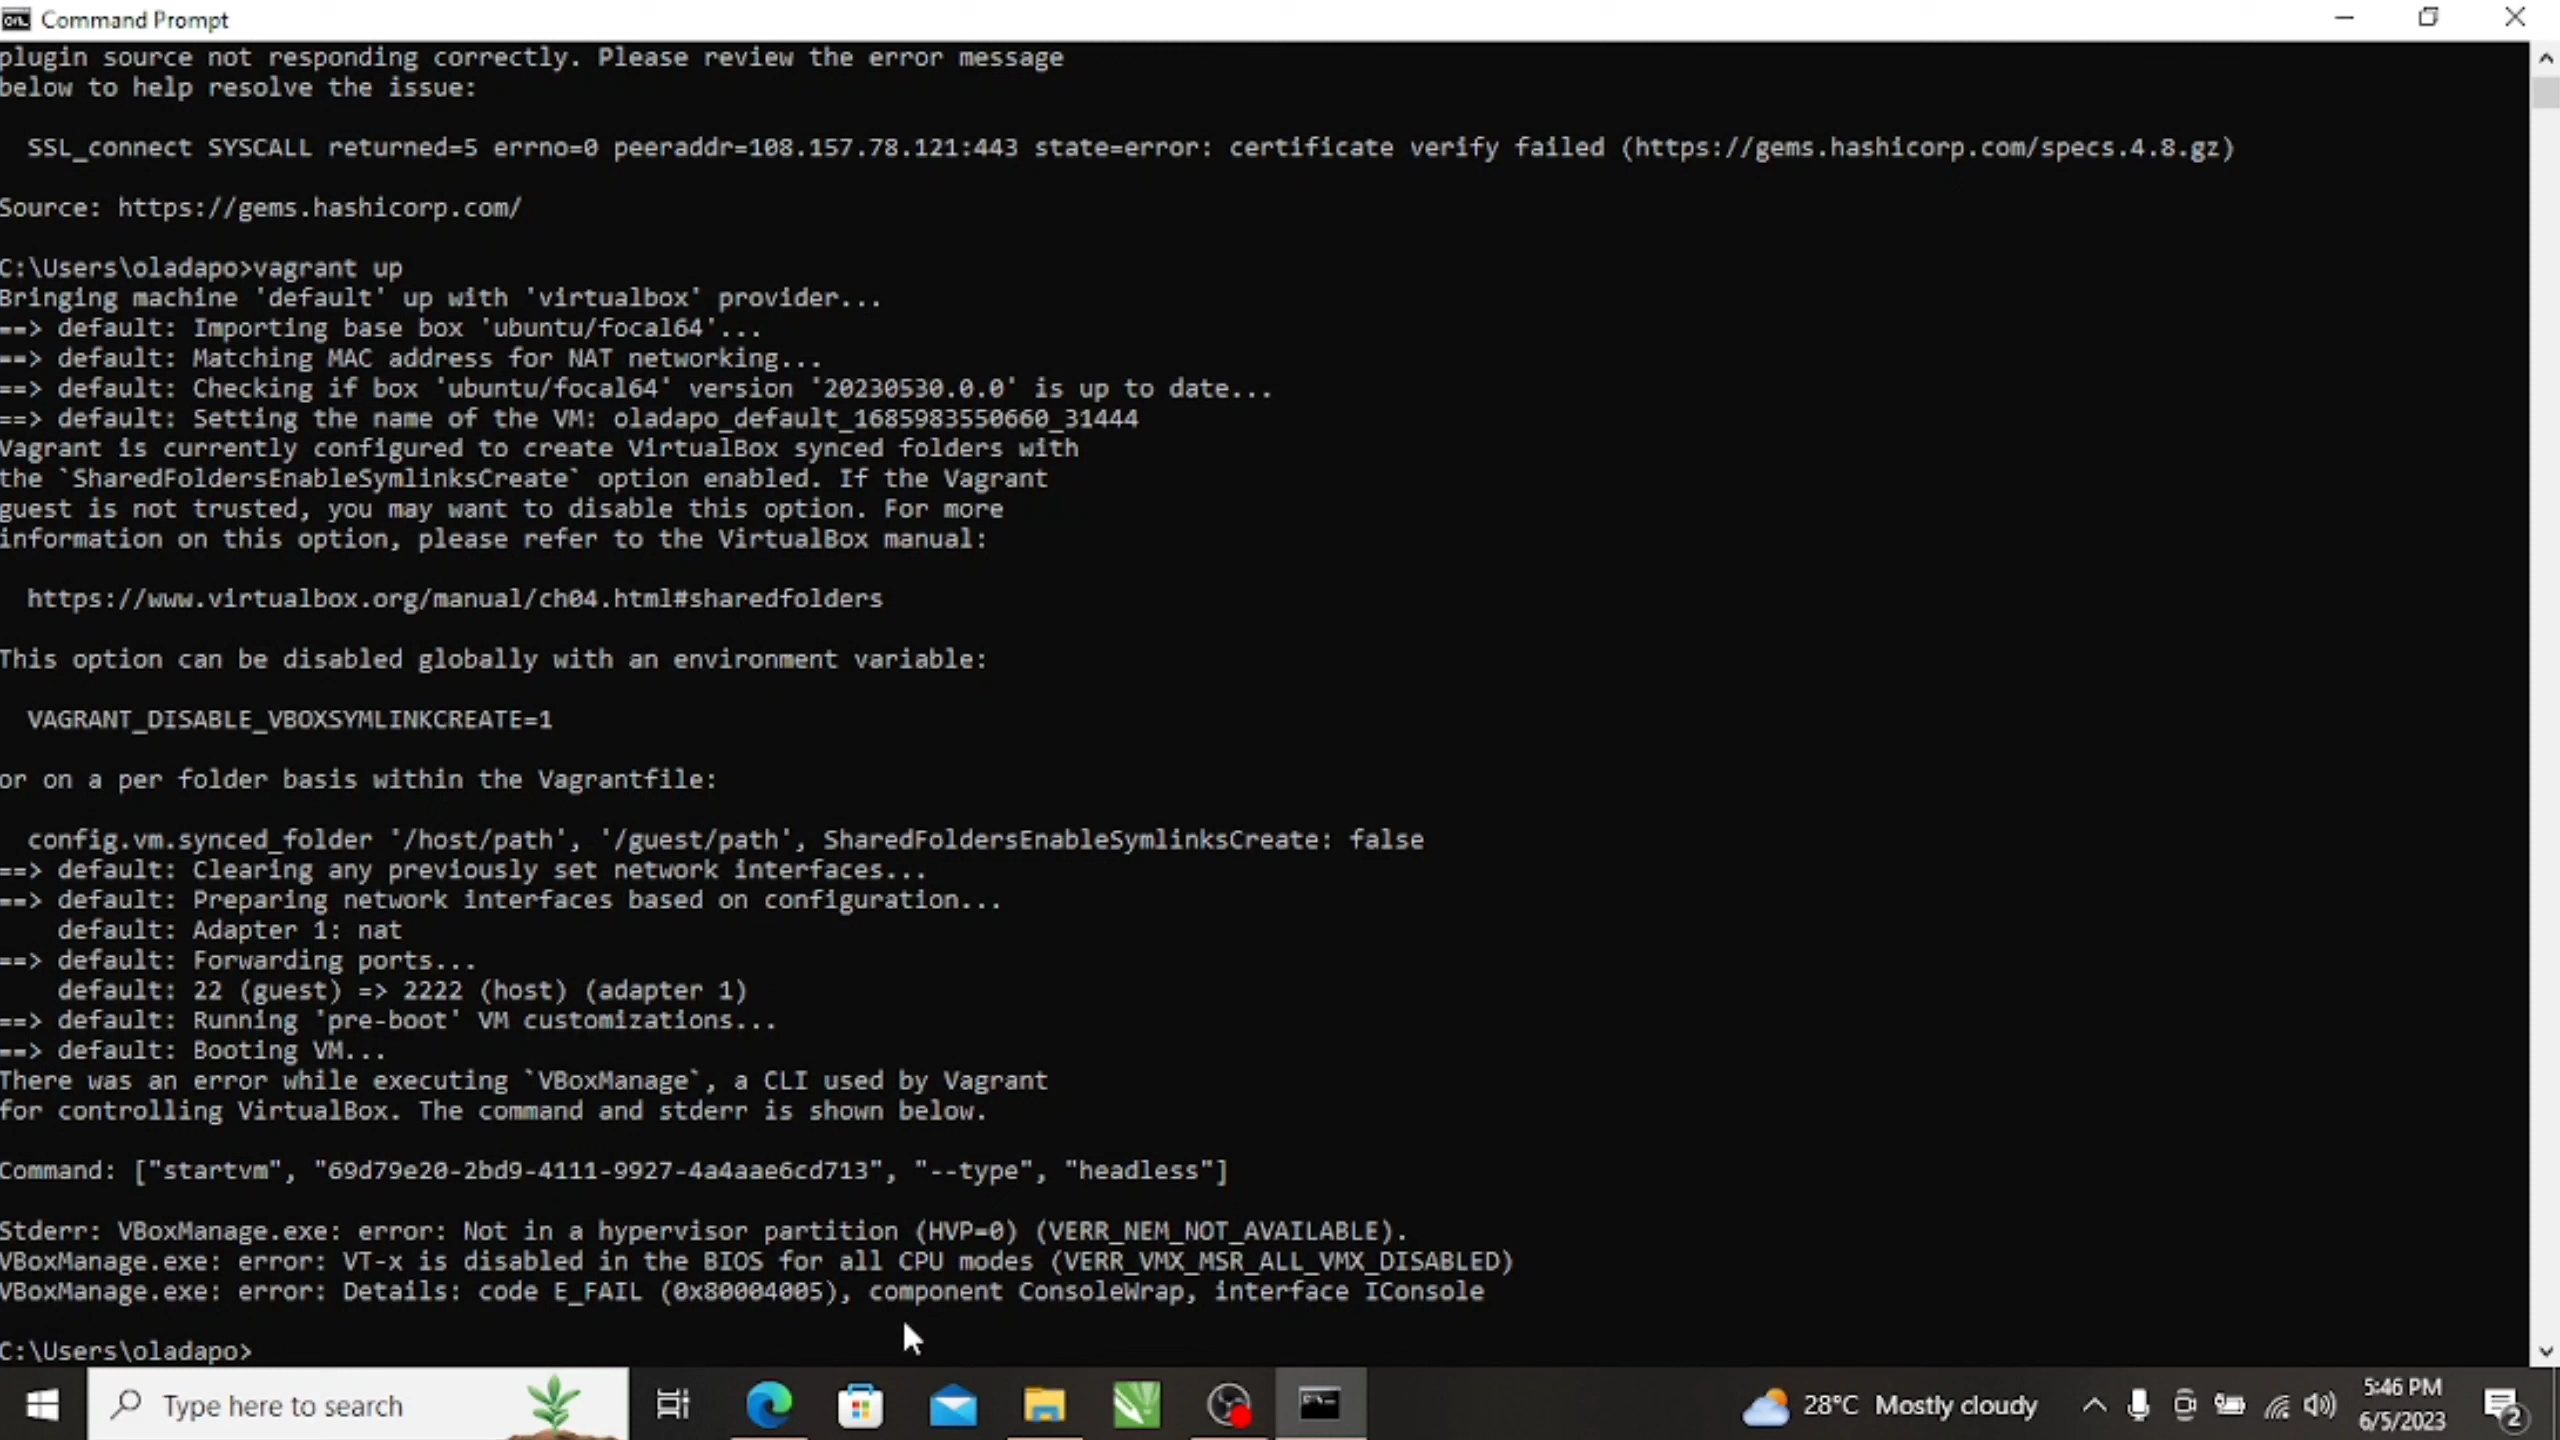 Command Prompt
plugin source not responding correctly. Please review the error message
below to help resolve the issue:
SSL_connect SYSCALL returned=5 errno=0 peeraddr=108.157.78.121:443 state=error: certificate verify failed (https://gems.hashicorp.com/specs.4.8.gz)
Source: https://gems.hashicorp.com/
C:\Users\oladapo>vagrant up
Bringing machine 'default' up with 'virtualbox' provider...
==> default: Importing base box 'ubuntu/focal64'...
==> default: Matching MAC address for NAT networking...
==> default: Checking if box 'ubuntu/focal64' version '20230530.0.0' is up to date...
==> default: Setting the name of the VM: oladapo_default_1685983550660_31444
Vagrant is currently configured to create VirtualBox synced folders with
the `SharedFoldersEnableSymlinksCreate` option enabled. If the Vagrant
guest is not trusted, you may want to disable this option. For more
information on this option, please refer to the VirtualBox manual:
https://www.virtualbox.org/manual/ch04.html#sharedfolders
This option can be disabled globally with an environment variable:
VAGRANT_DISABLE_VBOXSYMLINKCREATE=1
or on a per folder basis within the Vagrantfile:
config.vm.synced_folder '/host/path', '/guest/path', SharedFoldersEnableSymlinksCreate: false
==> default: Clearing any previously set network interfaces...
==> default: Preparing network interfaces based on configuration...
default: Adapter 1: nat
==> default: Forwarding ports...
default: 22 (guest) => 2222 (host) (adapter 1)
==> default: Running 'pre-boot' VM customizations...
==> default: Booting VM...
There was an error while executing `VBoxManage`, a CLI used by Vagrant
for controlling VirtualBox. The command and stderr is shown below.
Command: ["startvm", "69d79e20-2bd9-4111-9927-4a4aae6cd713", "--type", "headless"]
Stderr: VBoxManage.exe: error: Not in a hypervisor partition (HVP=0) (VERR_NEM_NOT_AVAILABLE).
VBoxManage.exe: error: VT-x is disabled in the BIOS for all CPU modes (VERR_VMX_MSR_ALL_VMX_DISABLED)
VBoxManage.exe: error: Details: code E_FAIL (0x80004005), component ConsoleWrap, interface IConsole
C:\Users\oladapo>
Type here to search
28°C Mostly cloudy
5:46 PM
6/5/2023
2